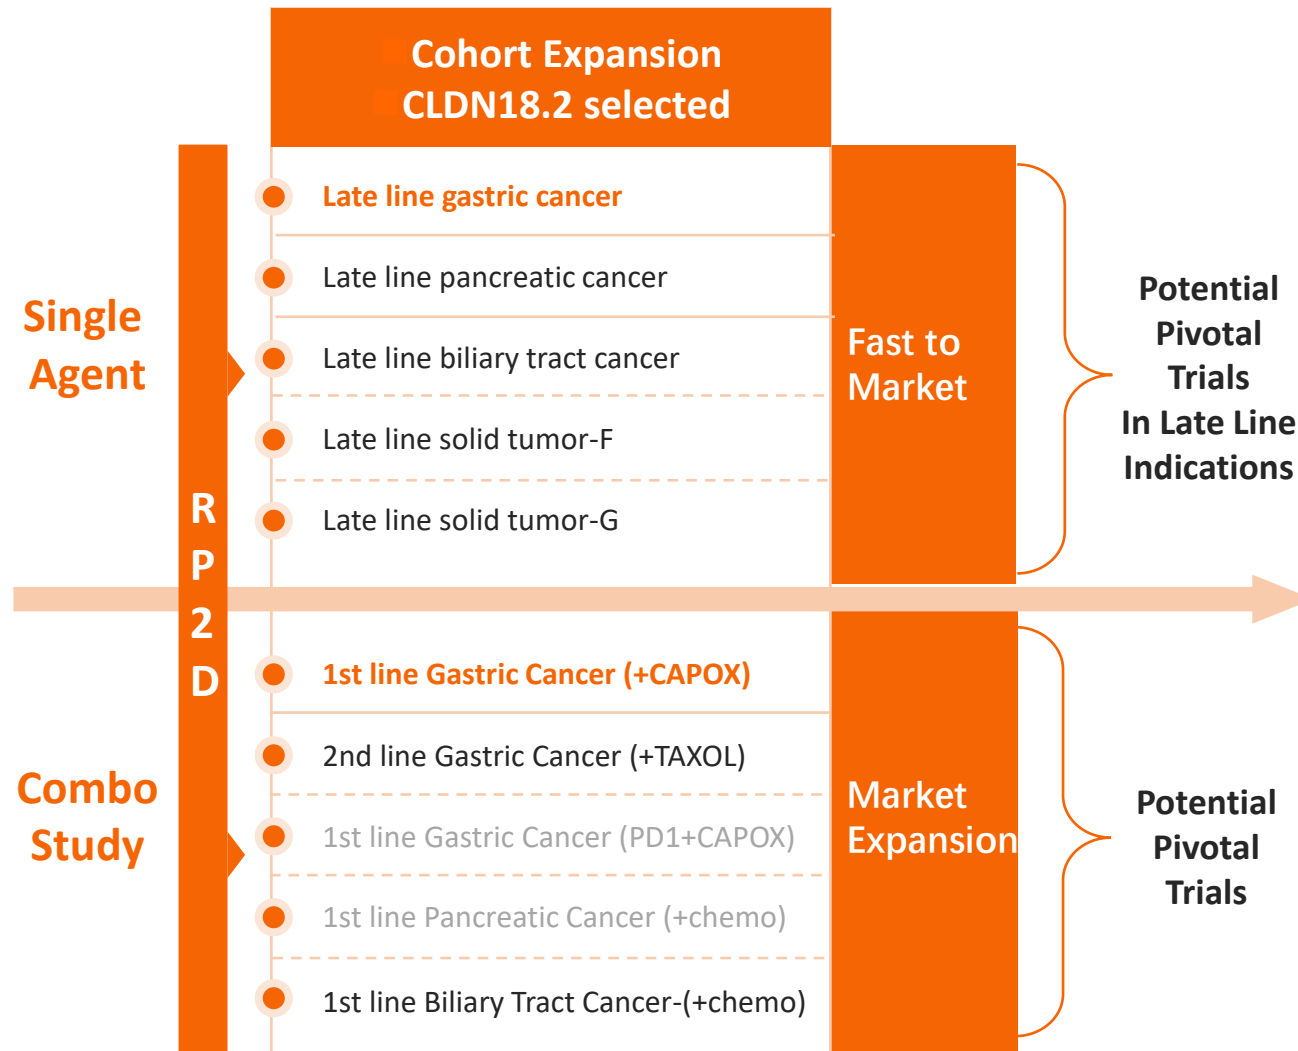 Cohort Expansion
CLDN18.2 selected
Single
Agent
R
P
2
D
Late line gastric cancer
Late line pancreatic cancer
Late line biliary tract cancer
Late line solid tumor-F
Late line solid tumor-G
Fast to
Market
Potential
Pivotal
Trials
In Late Line
Indications
Combo
Study
1st line Gastric Cancer (+CAPOX)
2nd line Gastric Cancer (+TAXOL)
1st line Gastric Cancer (PD1+CAPOX)
1st line Pancreatic Cancer (+chemo)
1st line Biliary Tract Cancer-(+chemo)
Market
Expansion
Potential
Pivotal
Trials